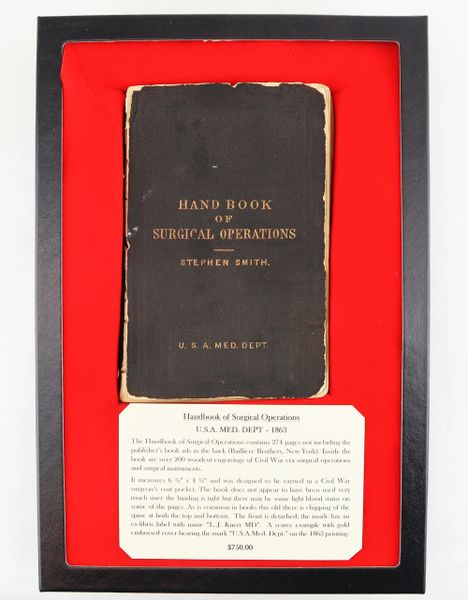 HAND BOOK
OF
SURGICAL OPERATIONS
STEPHEN SMITH.
U. S. A. MED. DEPT.
Handbook of Surgical Operations
U.S.A. MED. DEPT - 1863
The Handbook of Surgical Operations contains 274 pages not including the
publisher's book ads in the back (Bailliere Brothers, New York). Inside the
book are over 200 woodcut engravings of Civil War era surgical operations
and surgical instruments.
It measures 6 ¾" x 4 ½" and was designed to be carried in a Civil War
surgeon's coat pocket. The book does not appear to have been used very
much since the binding is tight but there may be some light blood stains on
some of the pages. As is common in books this old there is chipping of the
spine at both the top and bottom. The front is detached, the inside has an
ex-libris label with name "L.J. MD". A scarce example with gold
embossed cover bearing the mark "U.S.A Med. Dept." on the 1863 printing.
$750.00